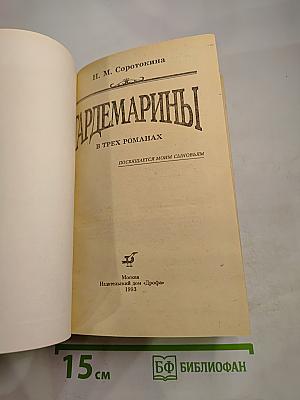 Н. М. Соротокина
ГАРДЕМАРИНЫ
В ТРЕХ РОМАНАХ
ПОСВЯЩАЕТСЯ МОИМ СЫНОВЬЯМ
Москва
Издательский дом «Дрофа»
1993
15 см
БФ БИБЛИОФАН